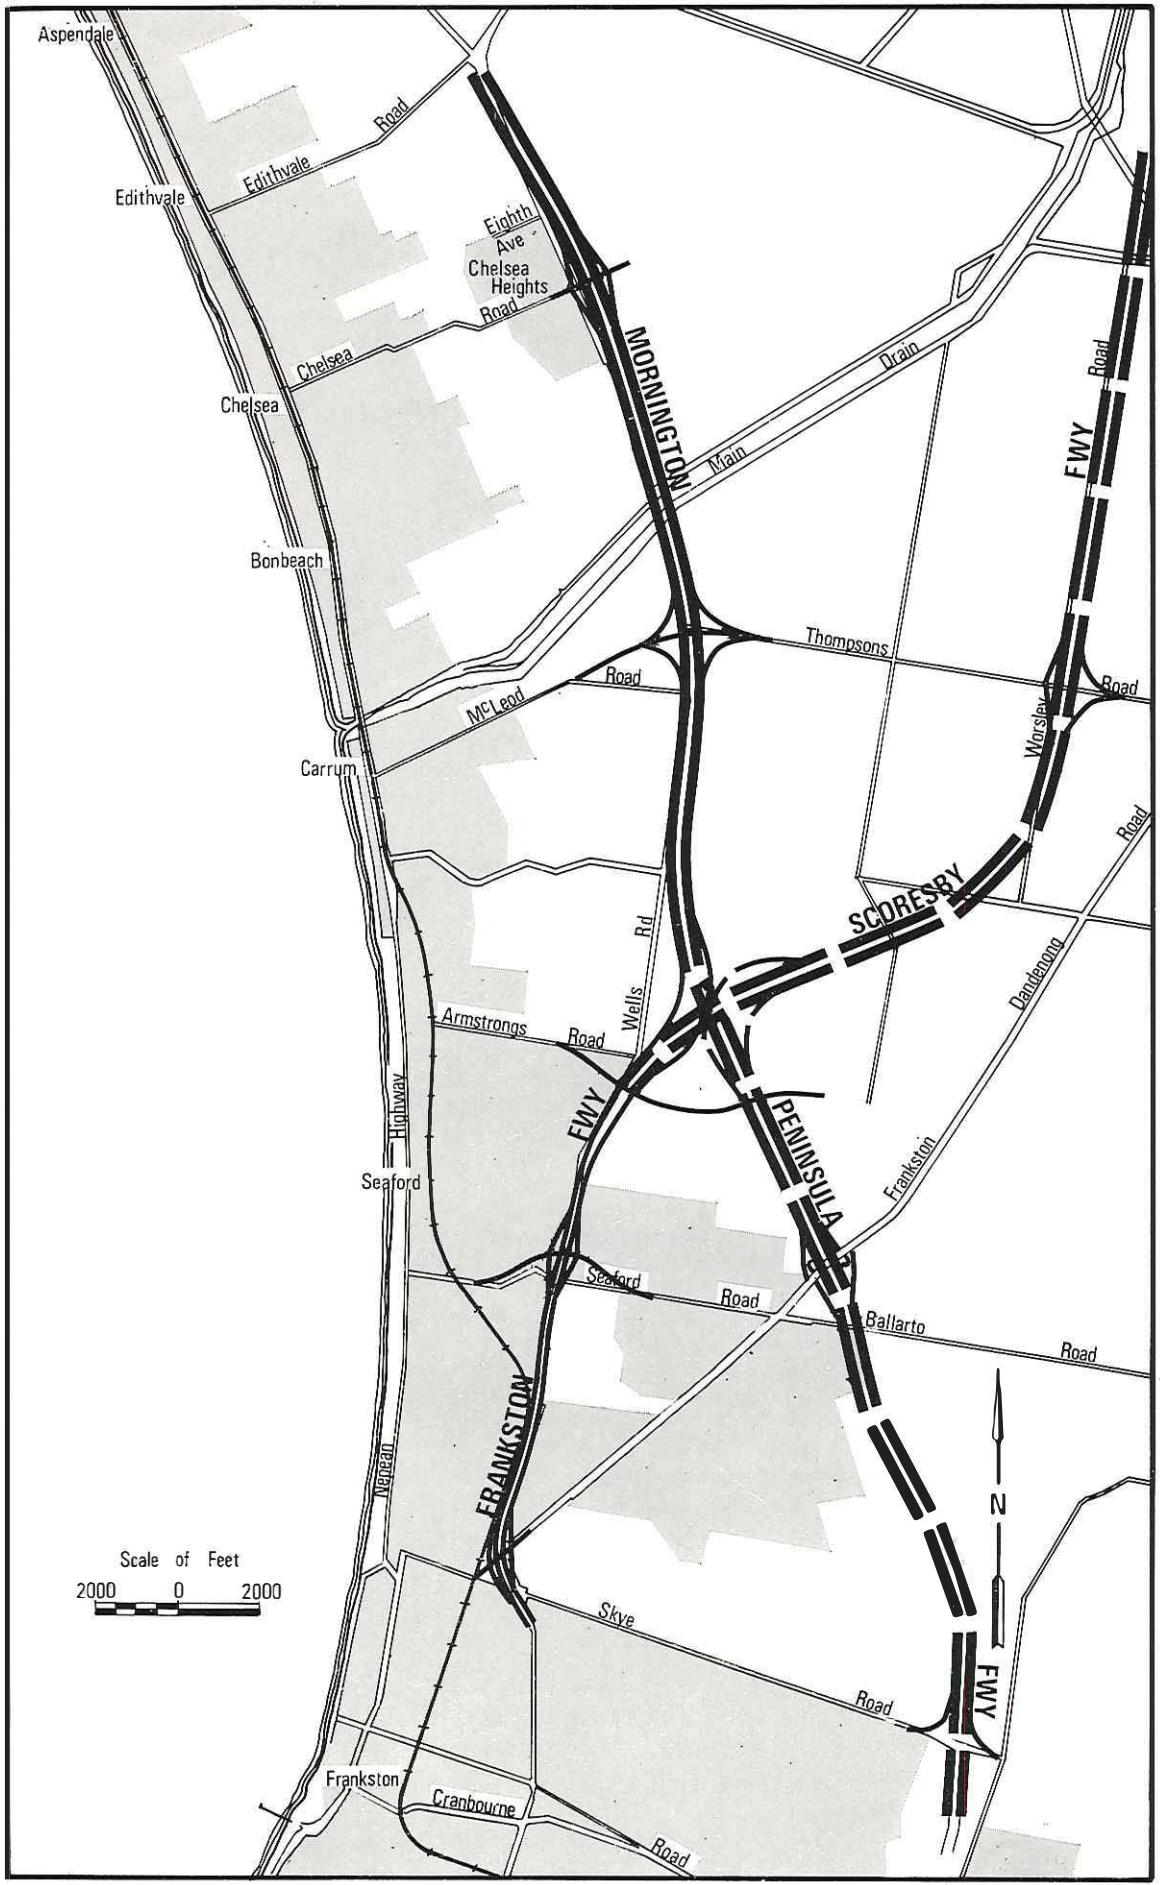 Aspendale
Road
Edithvale
Edithvale
Eighth
Ave
Chelsea
Heights
Road
Chelsea
Chelsea
MORNINGTON
Drain
Main
Road
FWY
Bonbeach
Thompsons
Road
Road
McLeod
Worsley
Carrum
Road
SCORESBY
Rd
Wells
Dandenong
Armstrongs
Road
Highway
FWY
PENINSULA
Frankston
Seaford
Seaford
Road
Ballarto
Road
FRANKSTON
Nepean
N
Scale of Feet
2000 0 2000
Skye
Road
FWY
Frankston
Cranbourne
Road